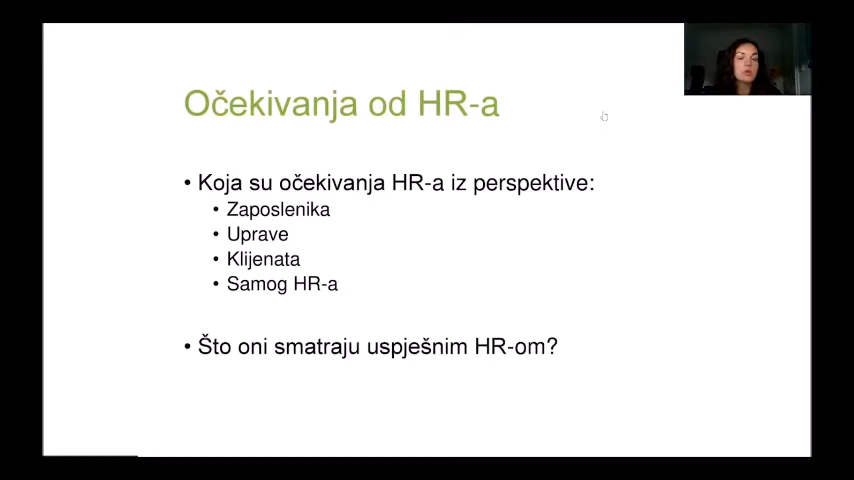 Očekivanja od HR-a
• Koja su očekivanja HR-a iz perspektive:
• Zaposlenika
• Uprave
• Klijenata
• Samog HR-a
• Što oni smatraju uspješnim HR-om?